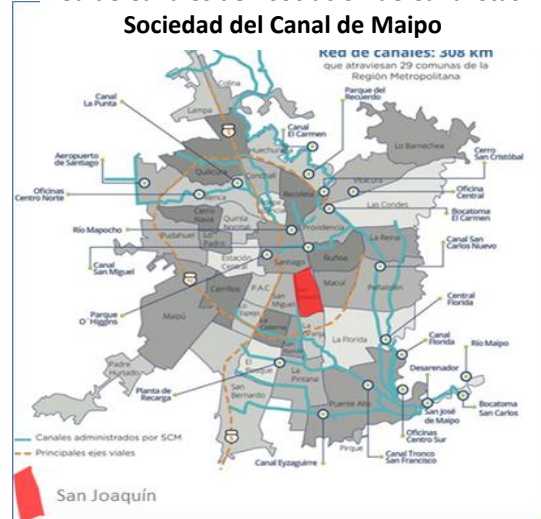 Sociedad del Canal de Maipo
Red de canales: 308 km
que atraviesan 29 comunas de la
Región Metropolitana
Colina
Lampa
Canal
La Punta
Canal
El Carmen
Parque del
Recuerdo
Lo Barnechea
Huechuraba
Cerro
San Cristóbal
Aeropuerto
de Santiago
Quilicura
Conchalí
Vitacura
Oficina
Central
Oficinas
Centro Norte
Renca
Recoleta
Las Condes
Bocatoma
El Carmen
Cerro
Navia
Quinta
Normal
Providencia
Río Mapocho
Pudahuel
Lo
Prado
La Reina
Canal San
Carlos Nuevo
Canal
San Miguel
Estación
Central
Santiago
Ñuñoa
Cerrillos
P.A.C
San
Miguel
Macul
Peñalolén
Parque
O'Higgins
Maipú
Lo
Espejo
La
Cisterna
La
Granja
La Florida
Central
Florida
Canal
Florida
Río Maipo
Padre
Hurtado
El
Bosque
La
Pintana
Desarenador
Planta de
Recarga
San
Bernardo
Puente Alto
San José
de Maipo
Bocatoma
San Carlos
Oficinas
Centro Sur
Pirque
Canal Tronco
San Francisco
Canal Eyzaguirre
Canales administrados por SCM
Principales ejes viales
San Joaquín